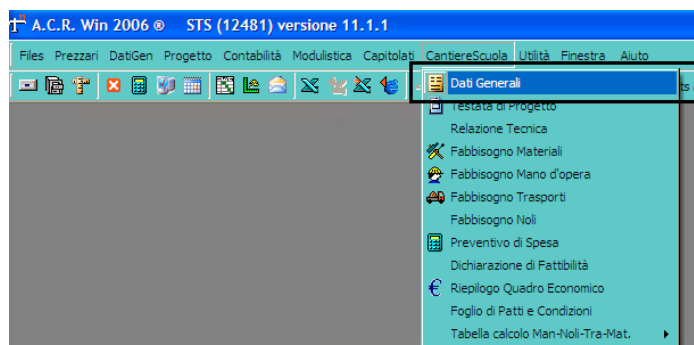 A.C.R. Win 2006 ® STS (12481) versione 11.1.1
Files Prezzari DatiGen Progetto Contabilità Modulistica Capitolati CantiereScuola Utilità Finestra Aiuto
Dati Generali
Testata di Progetto
Relazione Tecnica
Fabbisogno Materiali
Fabbisogno Mano d'opera
Fabbisogno Trasporti
Fabbisogno Noli
Preventivo di Spesa
Dichiarazione di Fattibilità
Riepilogo Quadro Economico
Foglio di Patti e Condizioni
Tabella calcolo Man-Noli-Tra-Mat.